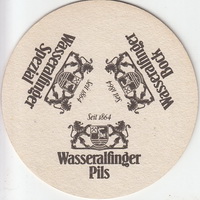 Wasseralfinger
Spezial
Seit 1864
Wasseralfinger
Bock
Seit 1864
Seit 1864
Wasseralfinger
Pils